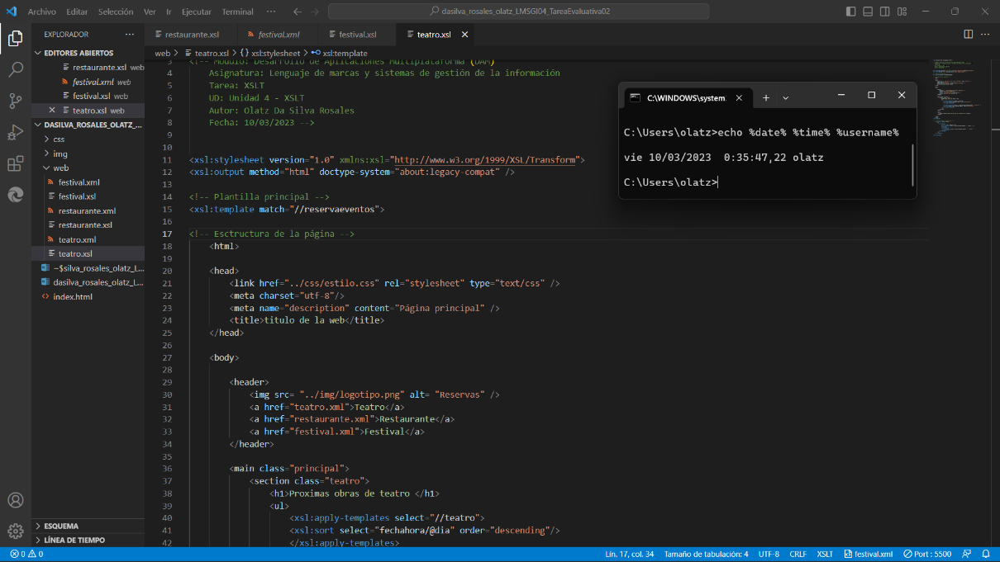 Archivo Editar Selección Ver Ir Ejecutar Terminal ··· dasilva_rosales_olatz_LMSGI04_TareaEvaluativa02
EXPLORADOR ···
EDITORES ABIERTOS
restaurante.xsl web
festival.xml web
festival.xsl web
teatro.xsl web
DASILVA_ROSALES_OLATZ_...
css
img
web
festival.xml
festival.xsl
restaurante.xml
restaurante.xsl
teatro.xml
teatro.xsl
~$silva_rosales_olatz_L...
dasilva_rosales_olatz_L...
index.html
ESQUEMA
LÍNEA DE TIEMPO
restaurante.xsl festival.xml festival.xsl teatro.xsl
web > teatro.xsl > xsl:stylesheet > xsl:template
3 <!-- Módulo: Desarrollo de Aplicaciones Multiplataforma (DAM)
4 Asignatura: Lenguaje de marcas y sistemas de gestión de la información
5 Tarea: XSLT
6 UD: Unidad 4 - XSLT
7 Autor: Olatz Da Silva Rosales
8 Fecha: 10/03/2023 -->
9
10
11 <xsl:stylesheet version="1.0" xmlns:xsl="http://www.w3.org/1999/XSL/Transform">
12 <xsl:output method="html" doctype-system="about:legacy-compat" />
13
14 <!-- Plantilla principal -->
15 <xsl:template match="//reservaeventos">
16
17 <!-- Esctructura de la página -->
18 <html>
19
20 <head>
21 <link href="../css/estilo.css" rel="stylesheet" type="text/css" />
22 <meta charset="utf-8"/>
23 <meta name="description" content="Página principal" />
24 <title>titulo de la web</title>
25 </head>
26
27 <body>
28
29 <header>
30 <img src= "../img/logotipo.png" alt= "Reservas" />
31 <a href="teatro.xml">Teatro</a>
32 <a href="restaurante.xml">Restaurante</a>
33 <a href="festival.xml">Festival</a>
34 </header>
35
36 <main class="principal">
37 <section class="teatro">
38 <h1>Proximas obras de teatro </h1>
39 <ul>
40 <xsl:apply-templates select="//teatro">
41 <xsl:sort select="fechahora/@dia" order="descending"/>
42 </xsl:apply-templates>
C:\WINDOWS\system
C:\Users\olatz>echo %date% %time% %username%
vie 10/03/2023  0:35:47,22 olatz
C:\Users\olatz>
0 0 Lín. 17, col. 34 Tamaño de tabulación: 4 UTF-8 CRLF XSLT festival.xml Port : 5500